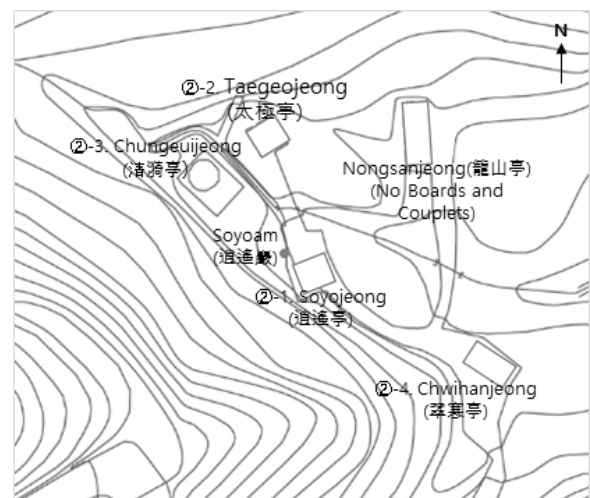 N
②-2. Taegeojeong
(太極亭)
②-3. Chungeuijeong
(淸漪亭)
Nongsanjeong(籠山亭)
(No Boards and
Couplets)
Soyoam
(逍遙巖)
②-1. Soyojeong
(逍遙亭)
②-4. Chwihanjeong
(翠寒亭)